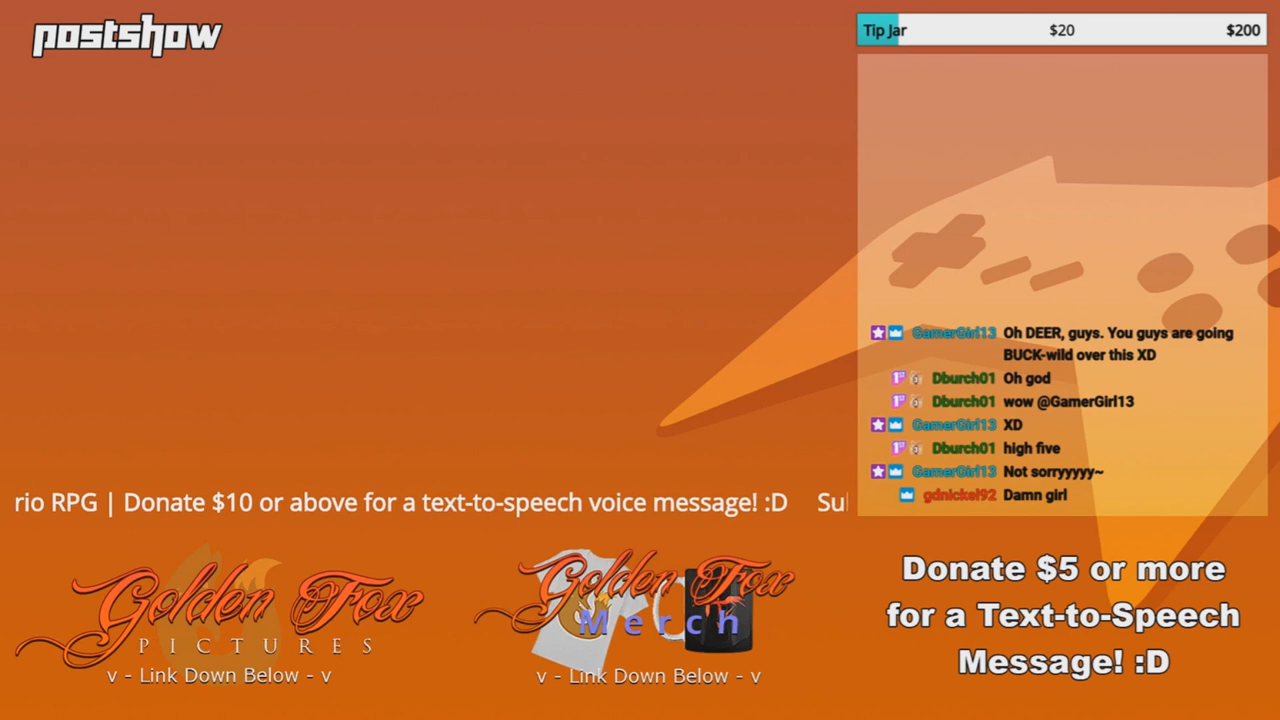 postshow
Tip Jar $20 $200
GamerGirl13 Oh DEER, guys. You guys are going
BUCK-wild over this XD
Dburch01 Oh god
Dburch01 wow @GamerGirl13
GamerGirl13 XD
Dburch01 high five
GamerGirl13 Not sorryyyyy~
gdnickel92 Damn girl
rio RPG | Donate $10 or above for a text-to-speech voice message! :D Su
Golden Fox
PICTURES
v - Link Down Below - v
Golden Fox
Merch
v - Link Down Below - v
Donate $5 or more
for a Text-to-Speech
Message! :D